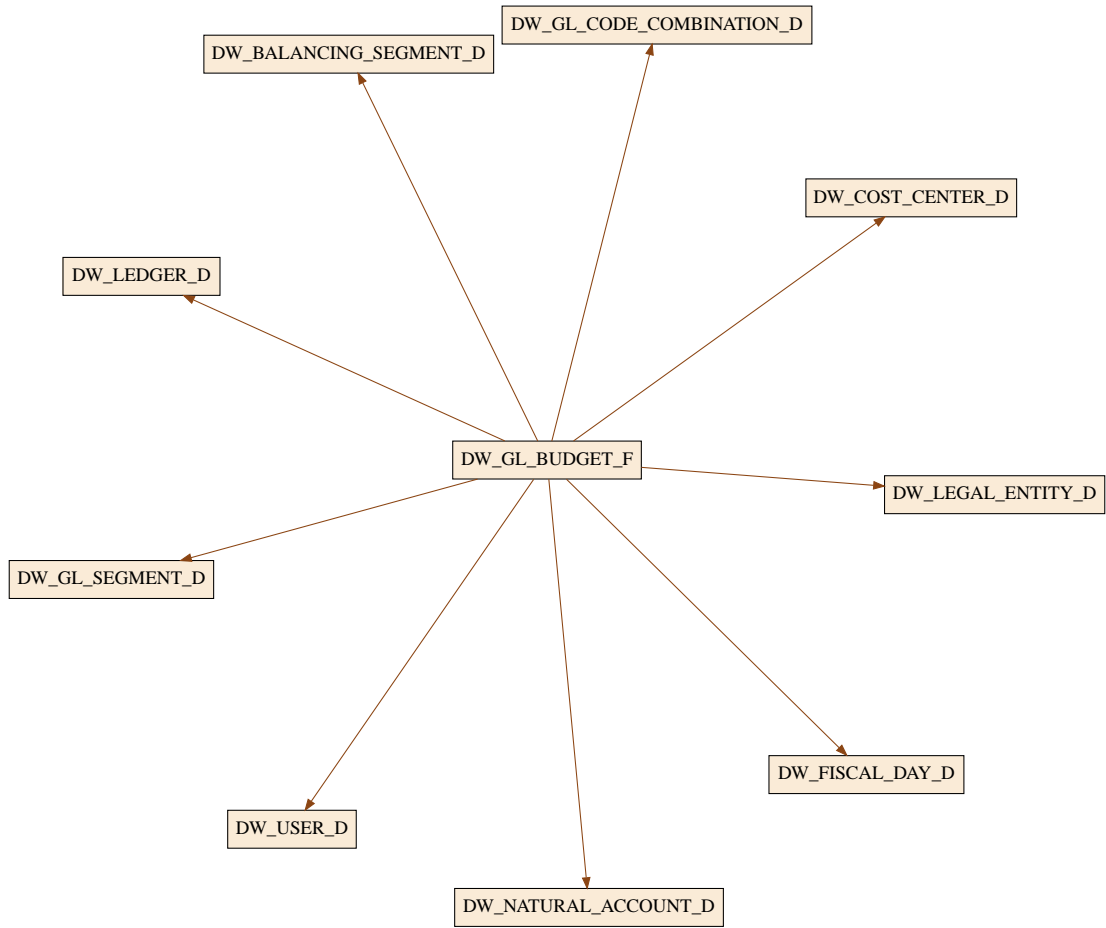 DW_GL_CODE_COMBINATION_D
DW_BALANCING_SEGMENT_D
DW_COST_CENTER_D
DW_LEDGER_D
DW_GL_BUDGET_F
DW_LEGAL_ENTITY_D
DW_GL_SEGMENT_D
DW_FISCAL_DAY_D
DW_USER_D
DW_NATURAL_ACCOUNT_D